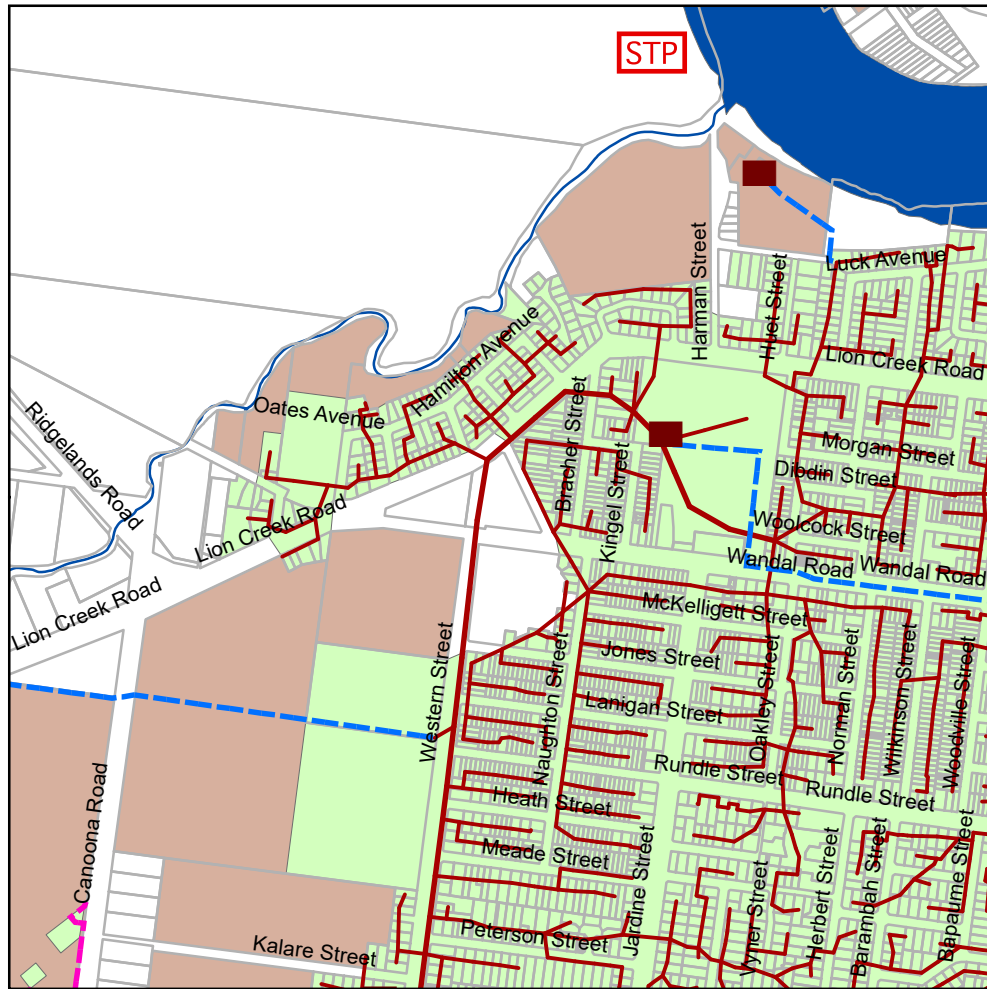 STP
Luck Avenue
Harman Street
Huet Street
Lion Creek Road
Hamilton Avenue
Oates Avenue
Ridgelands Road
Bracher Street
Kingel Street
Morgan Street
Dibdin Street
Lion Creek Road
Woolcock Street
Wandal Road
Wandal Road
Lion Creek Road
McKelligett Street
Jones Street
Western Street
Naughton Street
Lanigan Street
Oakley Street
Norman Street
Wilkinson Street
Woodville Street
Rundle Street
Rundle Street
Heath Street
Canoona Road
Meade Street
Jardine Street
Wyner Street
Herbert Street
Barambah Street
Bapaume Street
Peterson Street
Kalare Street